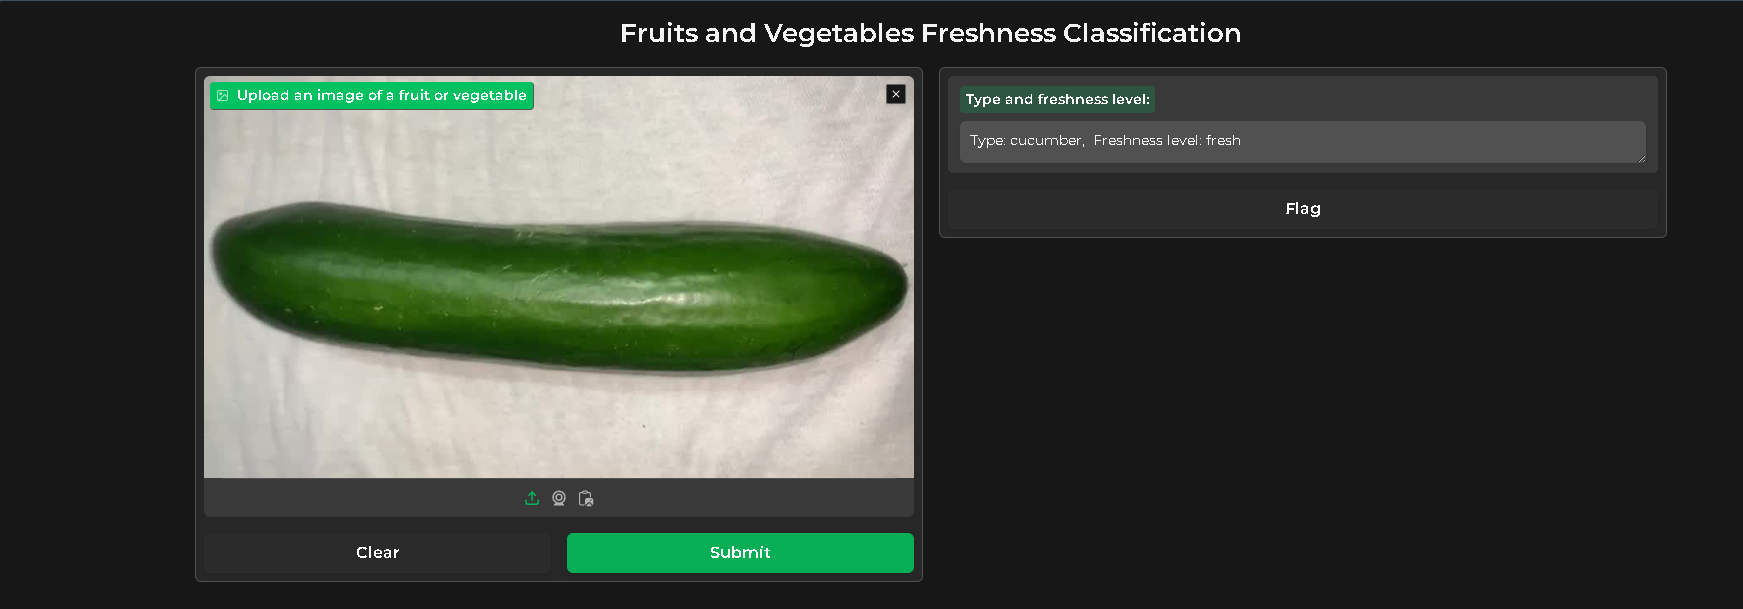 Fruits and Vegetables Freshness Classification
Upload an image of a fruit or vegetable
Clear
Submit
Type and freshness level:
Type: cucumber,  Freshness level: fresh
Flag